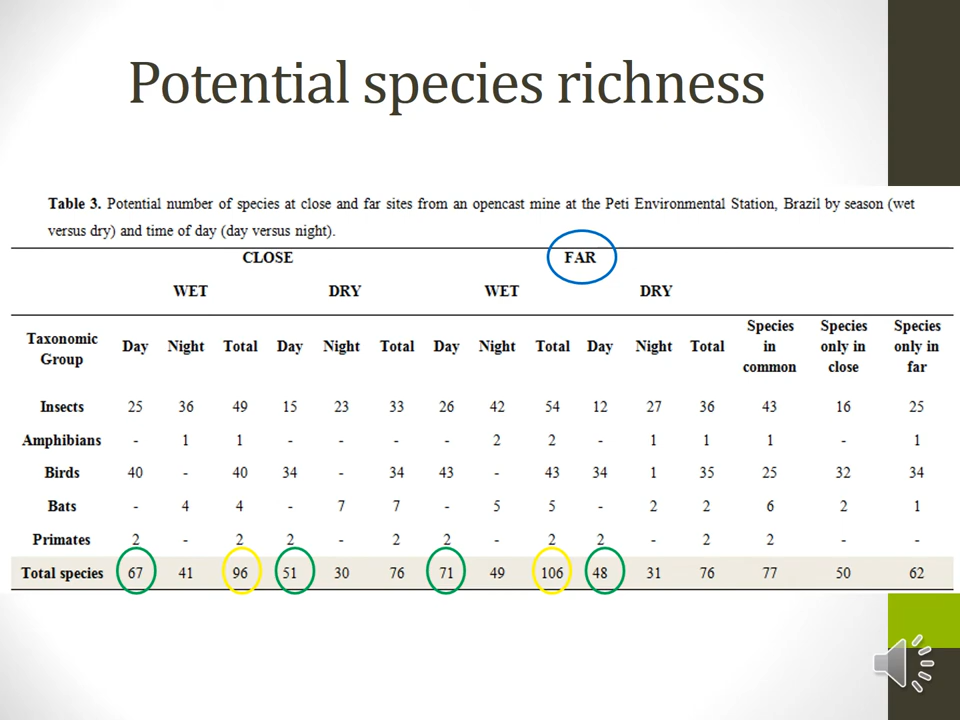 Potential species richness
Table 3. Potential number of species at close and far sites from an opencast mine at the Peti Environmental Station, Brazil by season (wet
versus dry) and time of day (day versus night).
CLOSE FAR
WET DRY WET DRY
Taxonomic Group Day Night Total Day Night Total Day Night Total Day Night Total Species in common Species only in close Species only in far
Insects 25 36 49 15 23 33 26 42 54 12 27 36 43 16 25
Amphibians - 1 1 - - - - 2 2 - 1 1 1 - 1
Birds 40 - 40 34 - 34 43 - 43 34 1 35 25 32 34
Bats - 4 4 - 7 7 - 5 5 - 2 2 6 2 1
Primates 2 - 2 2 - 2 2 - 2 2 - 2 2 - -
Total species 67 41 96 51 30 76 71 49 106 48 31 76 77 50 62